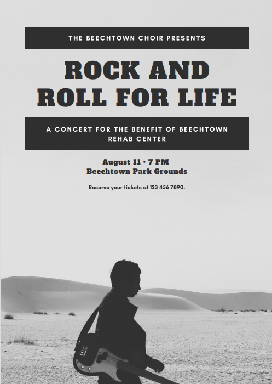 THE BEECHTOWN CHOIR PRESENTS
ROCK AND
ROLL FOR LIFE
A CONCERT FOR THE BENEFIT OF BEECHTOWN
REHAB CENTER
August 11 - 7 PM
Beechtown Park Grounds
Reserve your tickets at 123 456 7890.